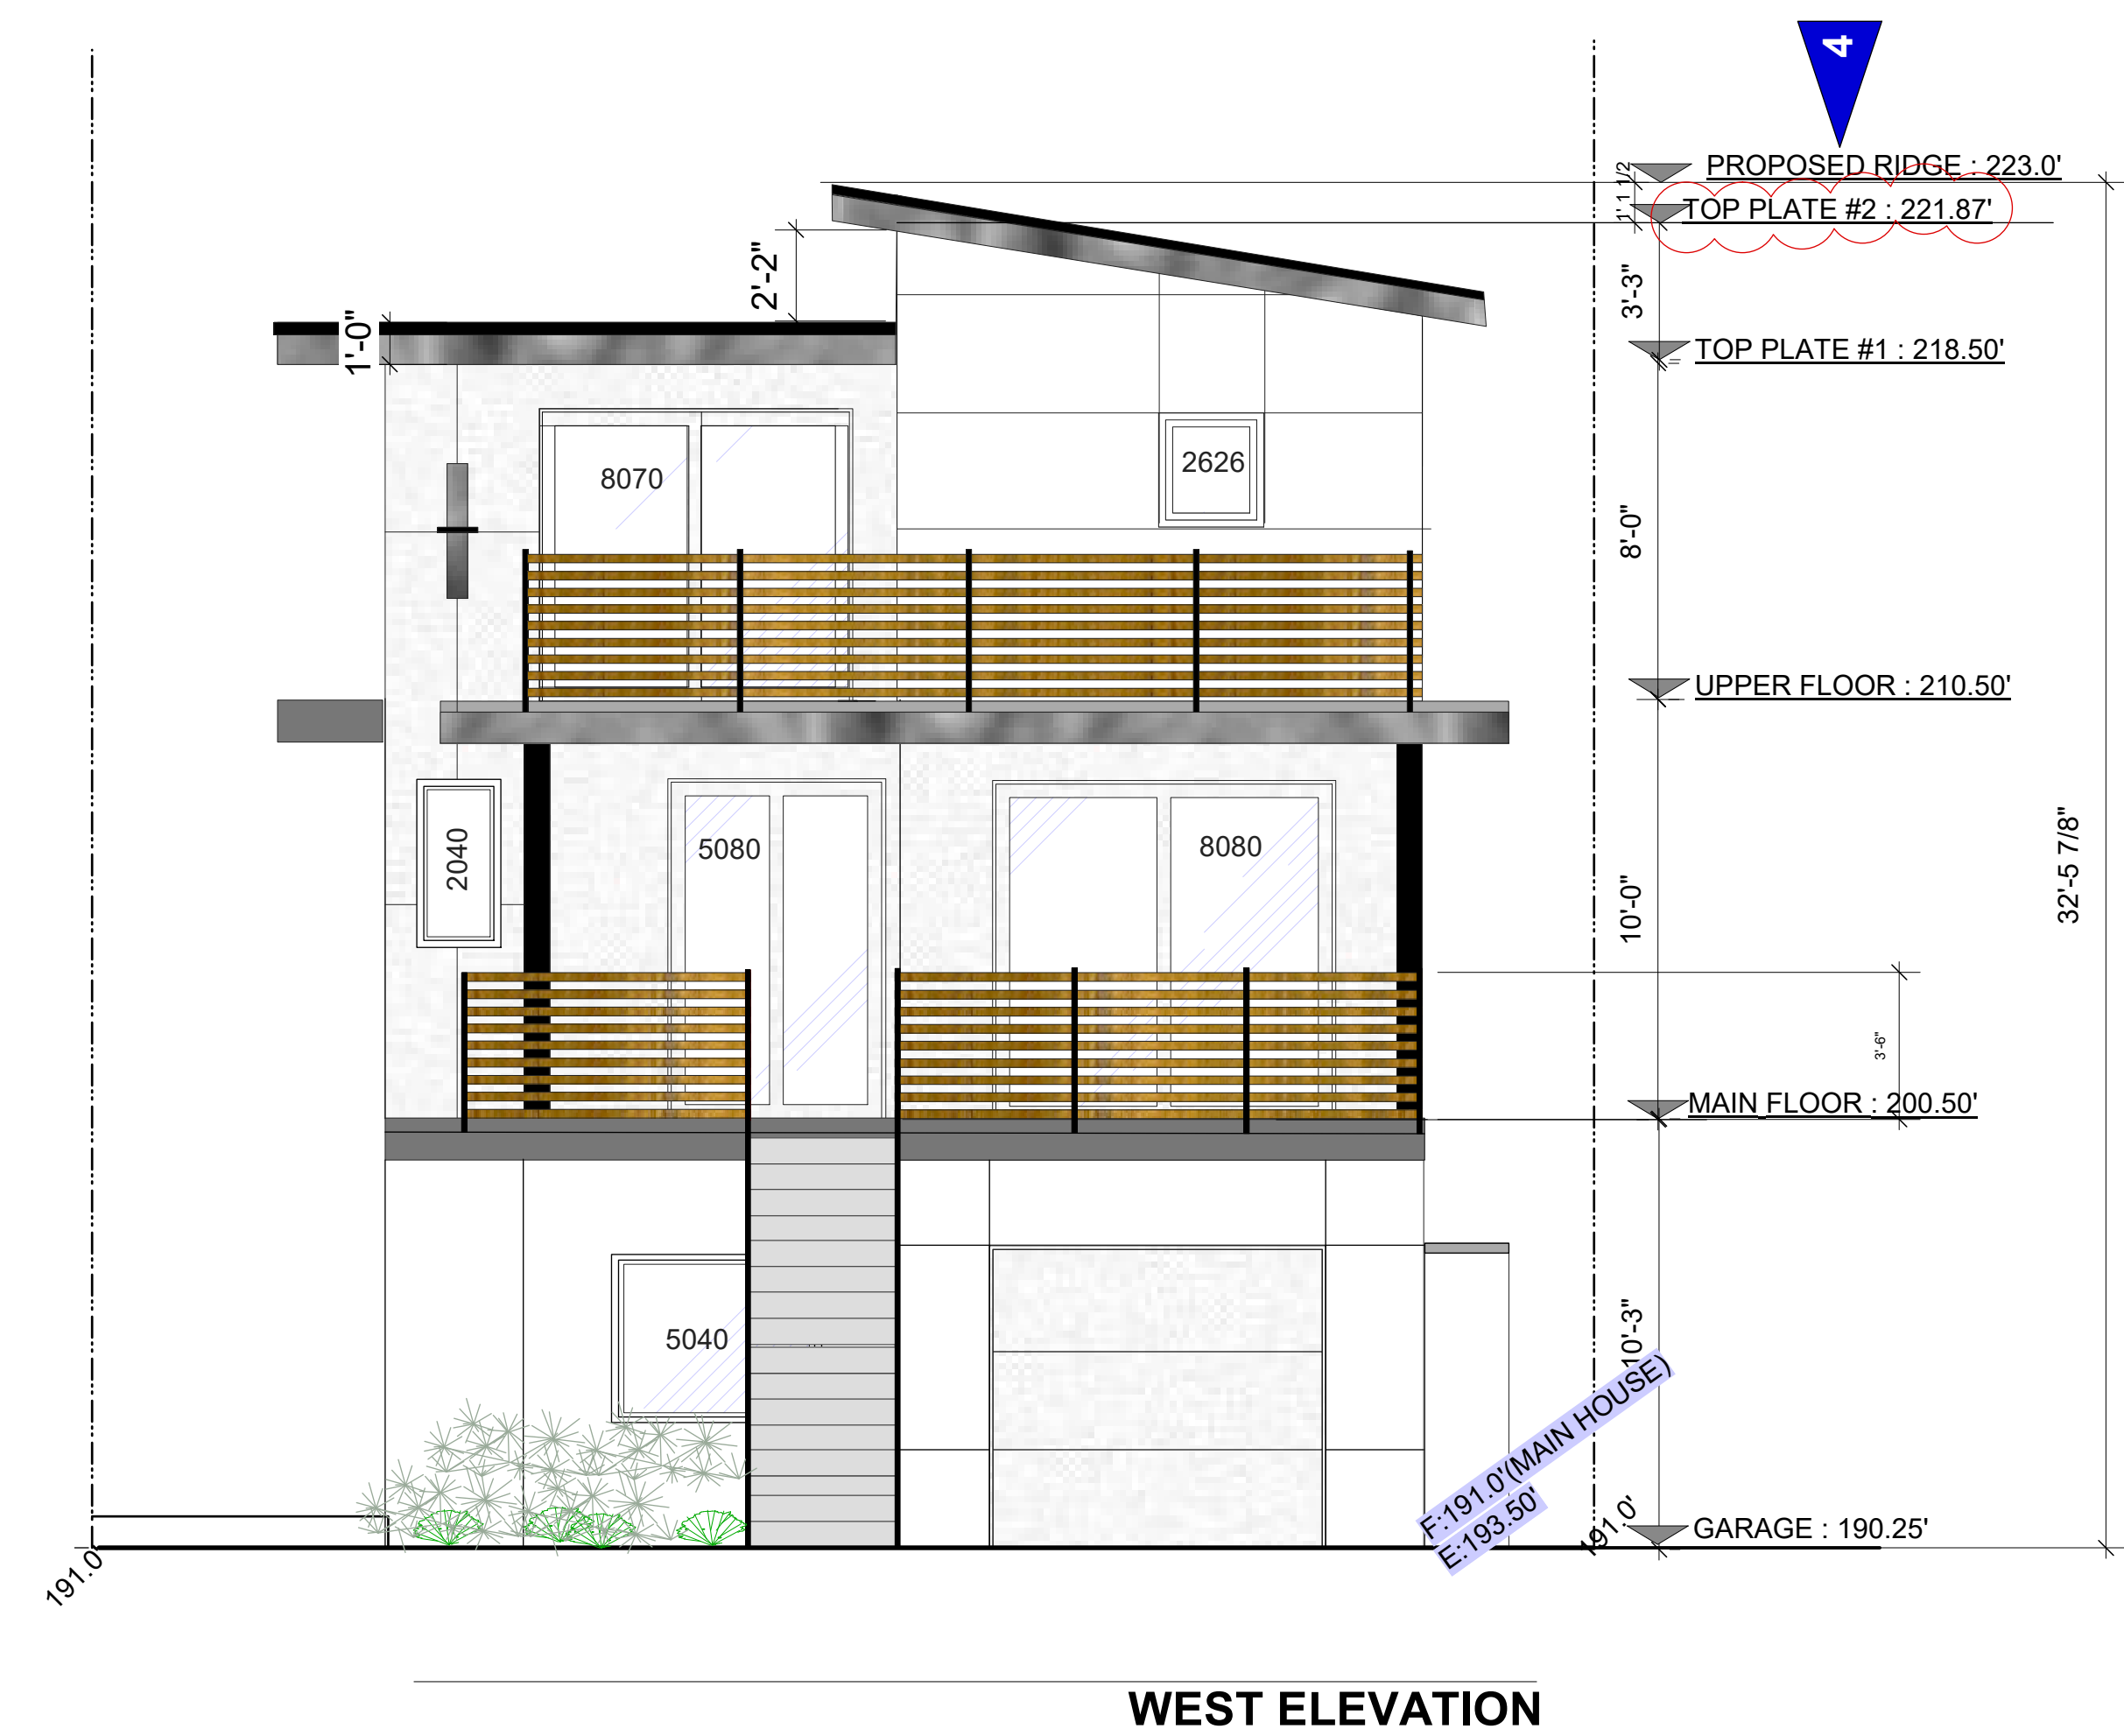 4
PROPOSED RIDGE : 223.0'
1' 1 1/2
TOP PLATE #2 : 221.87'
2'-2"
3'-3"
1'-0"
TOP PLATE #1 : 218.50'
8070
2626
8'-0"
UPPER FLOOR : 210.50'
2040
5080
8080
10'-0"
32'-5 7/8"
3'-6"
MAIN FLOOR : 200.50'
5040
10'-3"
F:191.0'(MAIN HOUSE)
E:193.50'
191.0'
GARAGE : 190.25'
191.0'
WEST ELEVATION